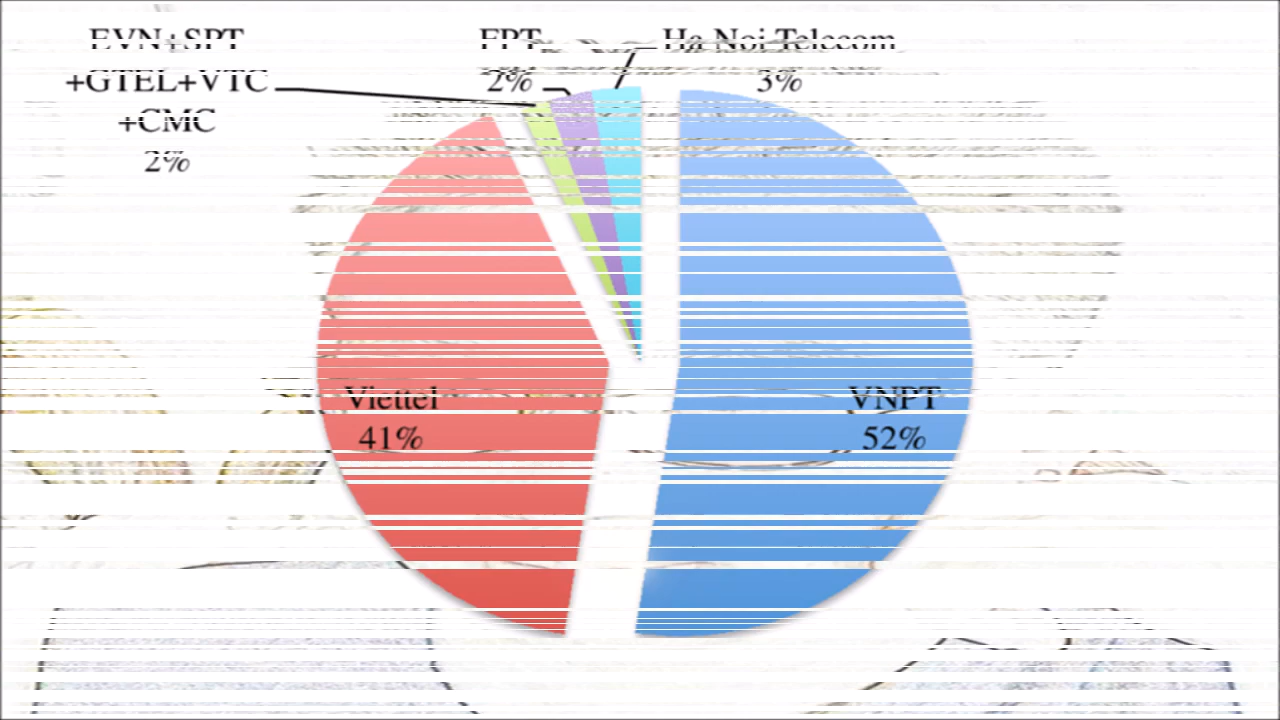 EVN+SPT
+GTEL+VTC
+CMC
2%
FPT
2%
Ha Noi Telecom
3%
Viettel
41%
VNPT
52%